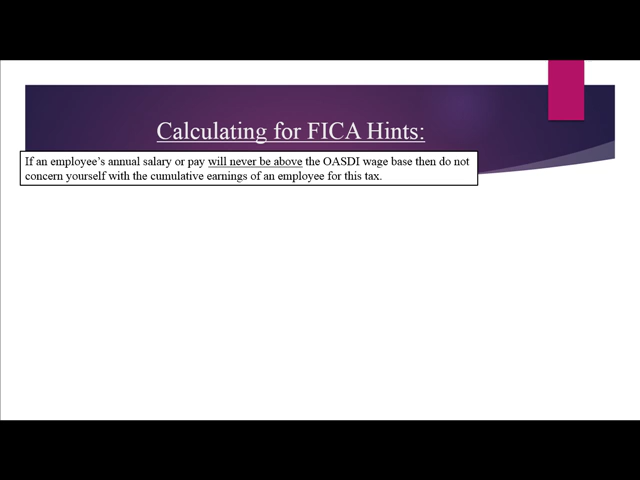 Calculating for FICA Hints:
If an employee's annual salary or pay will never be above the OASDI wage base then do not
concern yourself with the cumulative earnings of an employee for this tax.